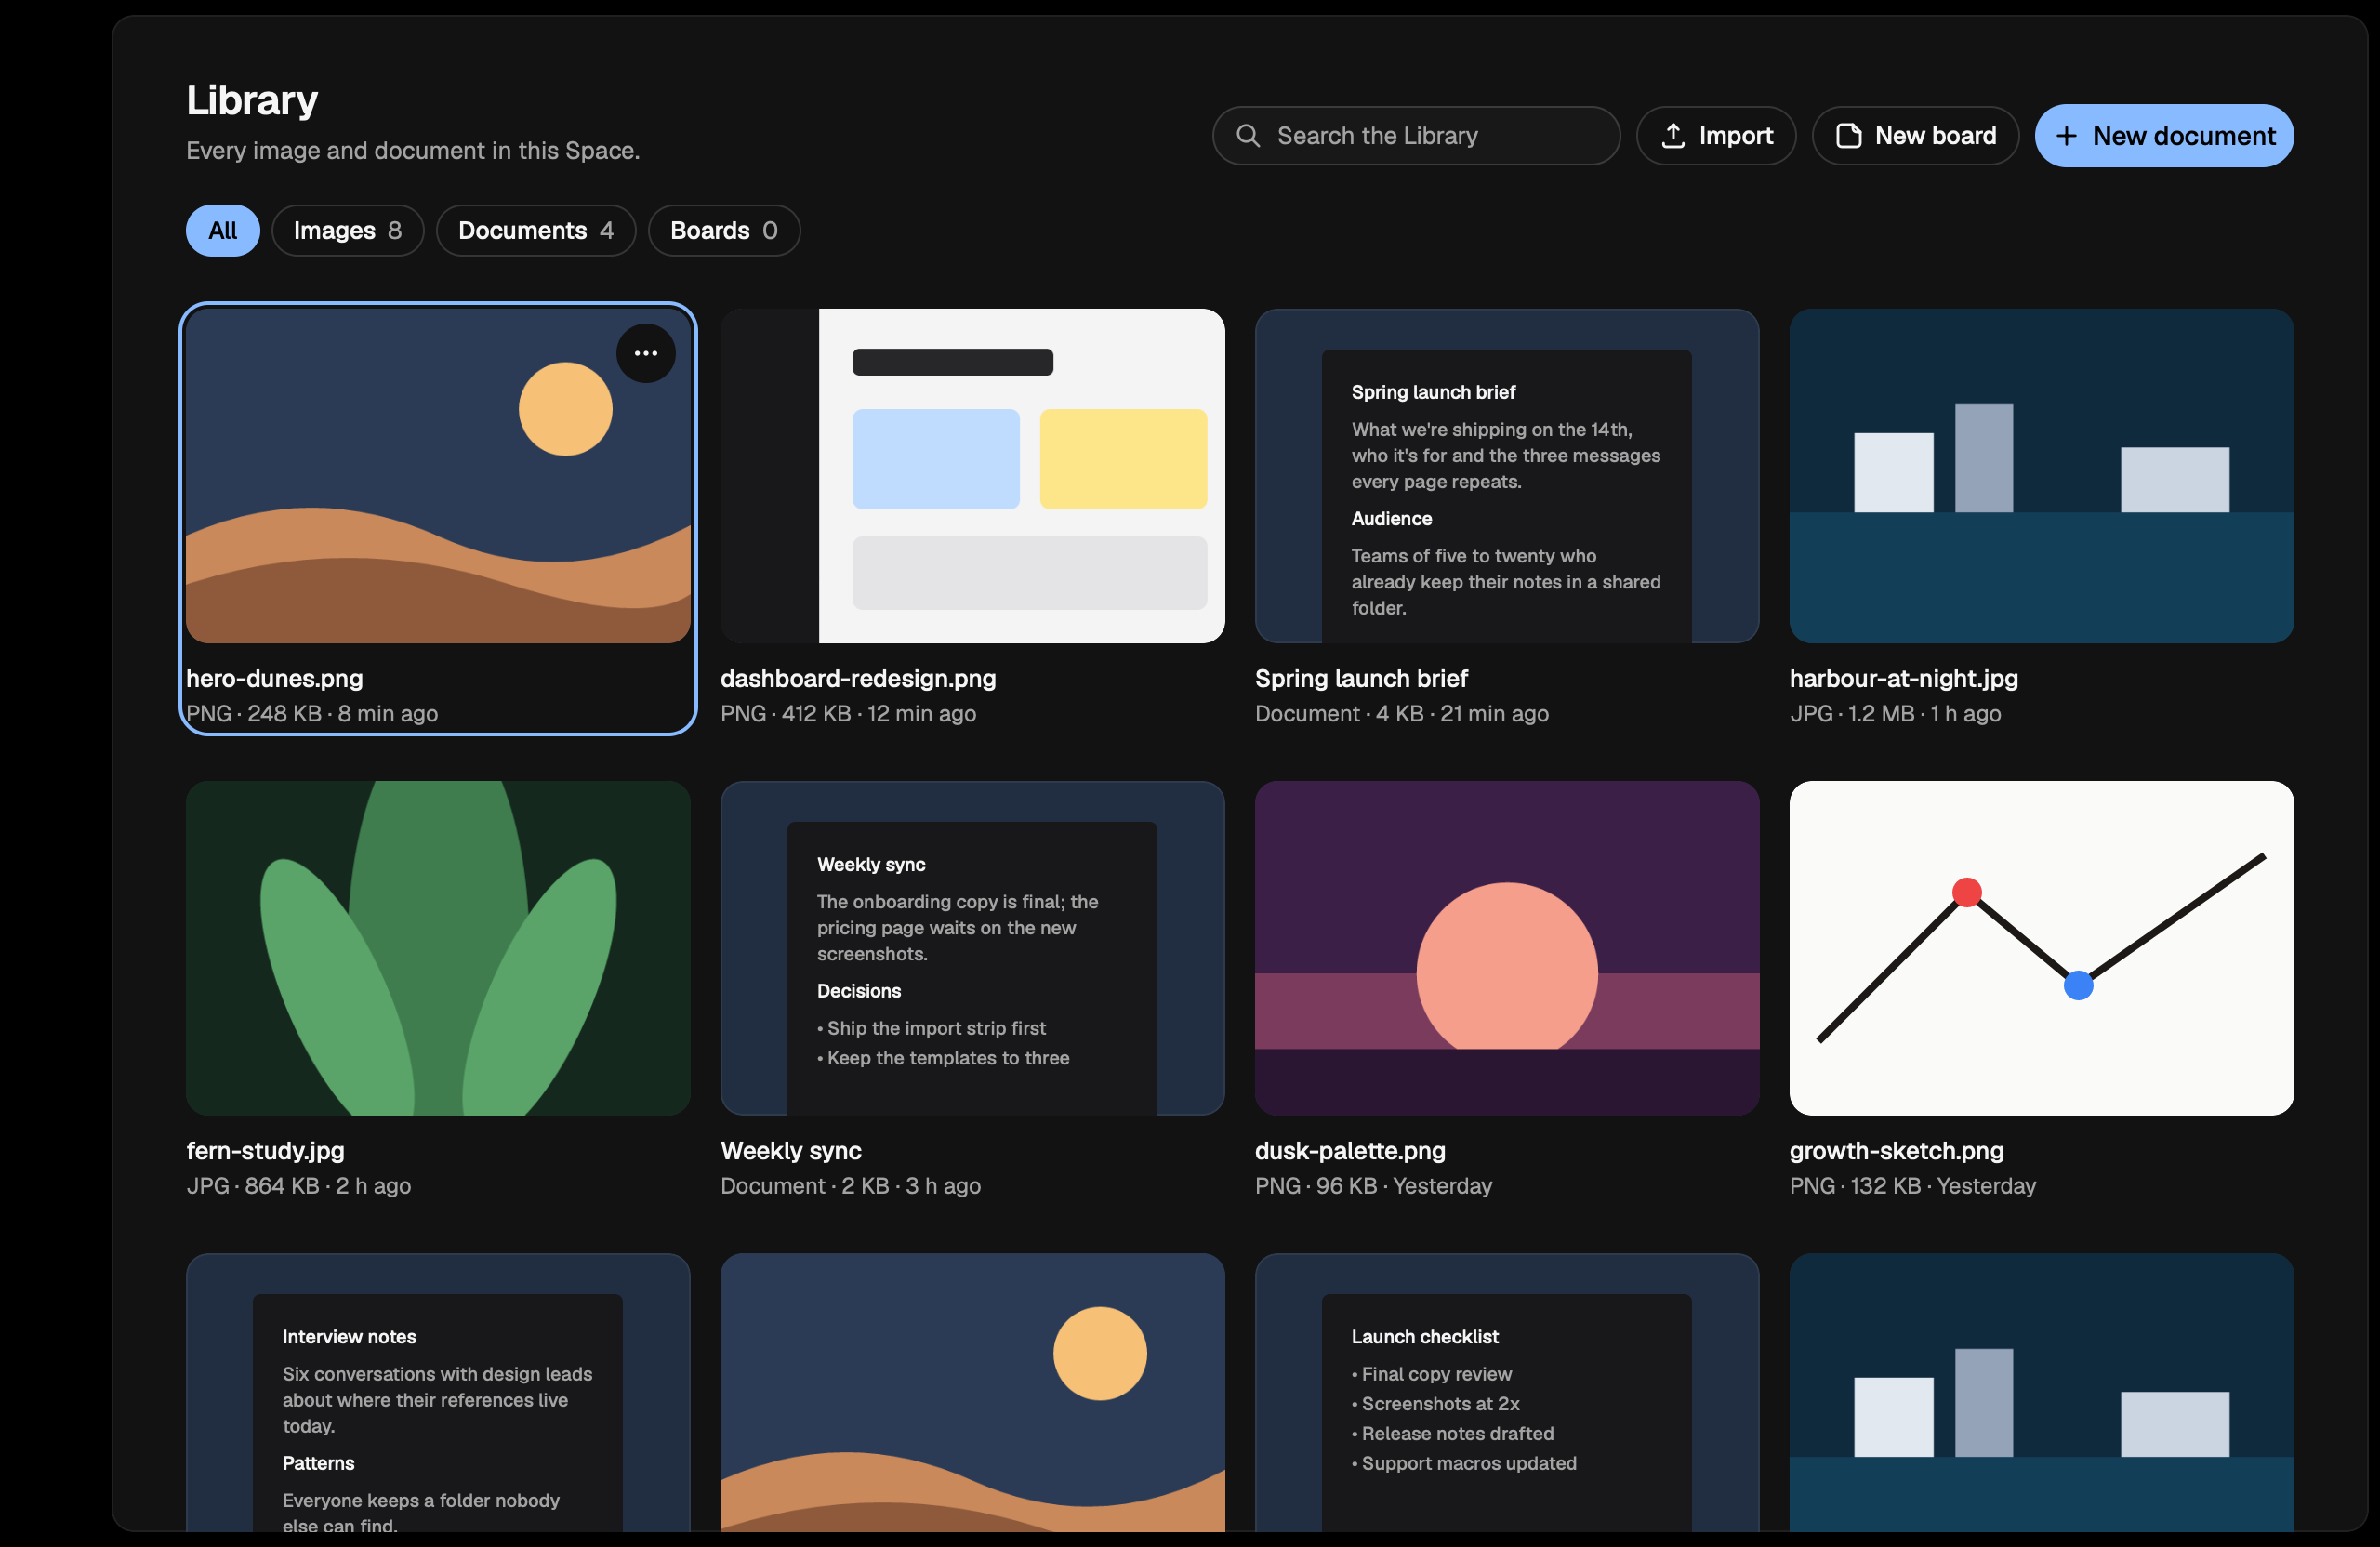 Library
Every image and document in this Space.
Search the Library
Import
New board
New document
All
Images 8
Documents 4
Boards 0
Spring launch brief
What we're shipping on the 14th,
who it's for and the three messages
every page repeats.
Audience
Teams of five to twenty who
already keep their notes in a shared
folder.
hero-dunes.png
PNG · 248 KB · 8 min ago
dashboard-redesign.png
PNG · 412 KB · 12 min ago
Spring launch brief
Document · 4 KB · 21 min ago
harbour-at-night.jpg
JPG · 1.2 MB · 1 h ago
Weekly sync
The onboarding copy is final; the
pricing page waits on the new
screenshots.
Decisions
• Ship the import strip first
• Keep the templates to three
fern-study.jpg
JPG · 864 KB · 2 h ago
Weekly sync
Document · 2 KB · 3 h ago
dusk-palette.png
PNG · 96 KB · Yesterday
growth-sketch.png
PNG · 132 KB · Yesterday
Interview notes
Six conversations with design leads
about where their references live
today.
Patterns
Everyone keeps a folder nobody
else can find.
Launch checklist
• Final copy review
• Screenshots at 2x
• Release notes drafted
• Support macros updated